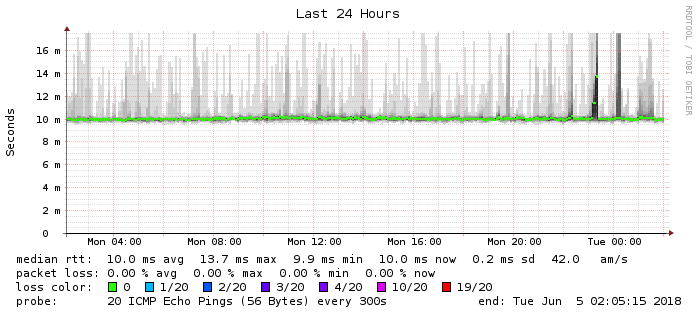 Last 24 Hours
RRDTOOL / TOBI OETIKER
Seconds
16 m
14 m
12 m
10 m
8 m
6 m
4 m
2 m
0
Mon 04:00 Mon 08:00 Mon 12:00 Mon 16:00 Mon 20:00 Tue 00:00
median rtt: 10.0 ms avg 13.7 ms max 9.9 ms min 10.0 ms now 0.2 ms sd 42.0 am/s
packet loss: 0.00 % avg 0.00 % max 0.00 % min 0.00 % now
loss color: 0 1/20 2/20 3/20 4/20 10/20 19/20
probe: 20 ICMP Echo Pings (56 Bytes) every 300s end: Tue Jun 5 02:05:15 2018